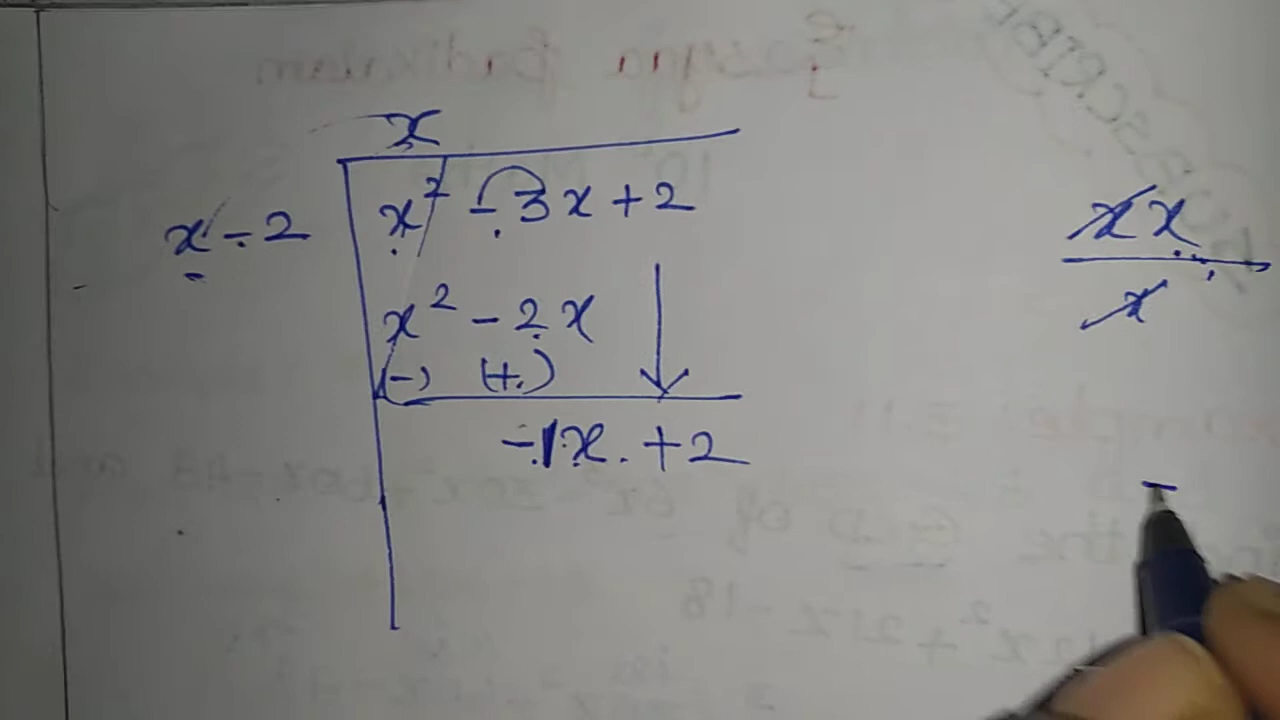 x
x - 2 x² - 3x + 2
x x
x² - 2x
x
(-) (+)
-1x + 2